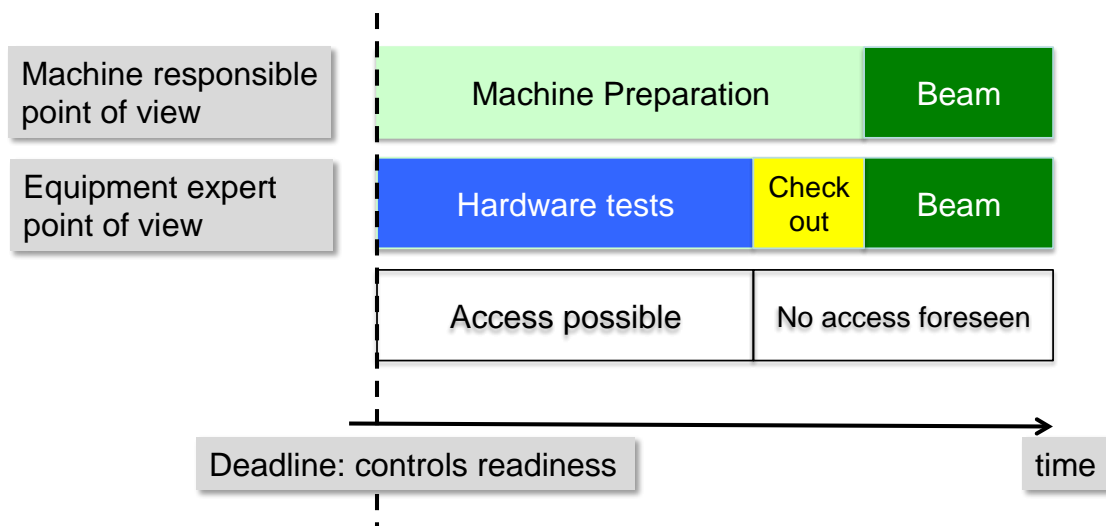 Machine responsible
point of view
Machine Preparation
Beam
Equipment expert
point of view
Hardware tests
Check
out
Beam
Access possible
No access foreseen
Deadline: controls readiness
time